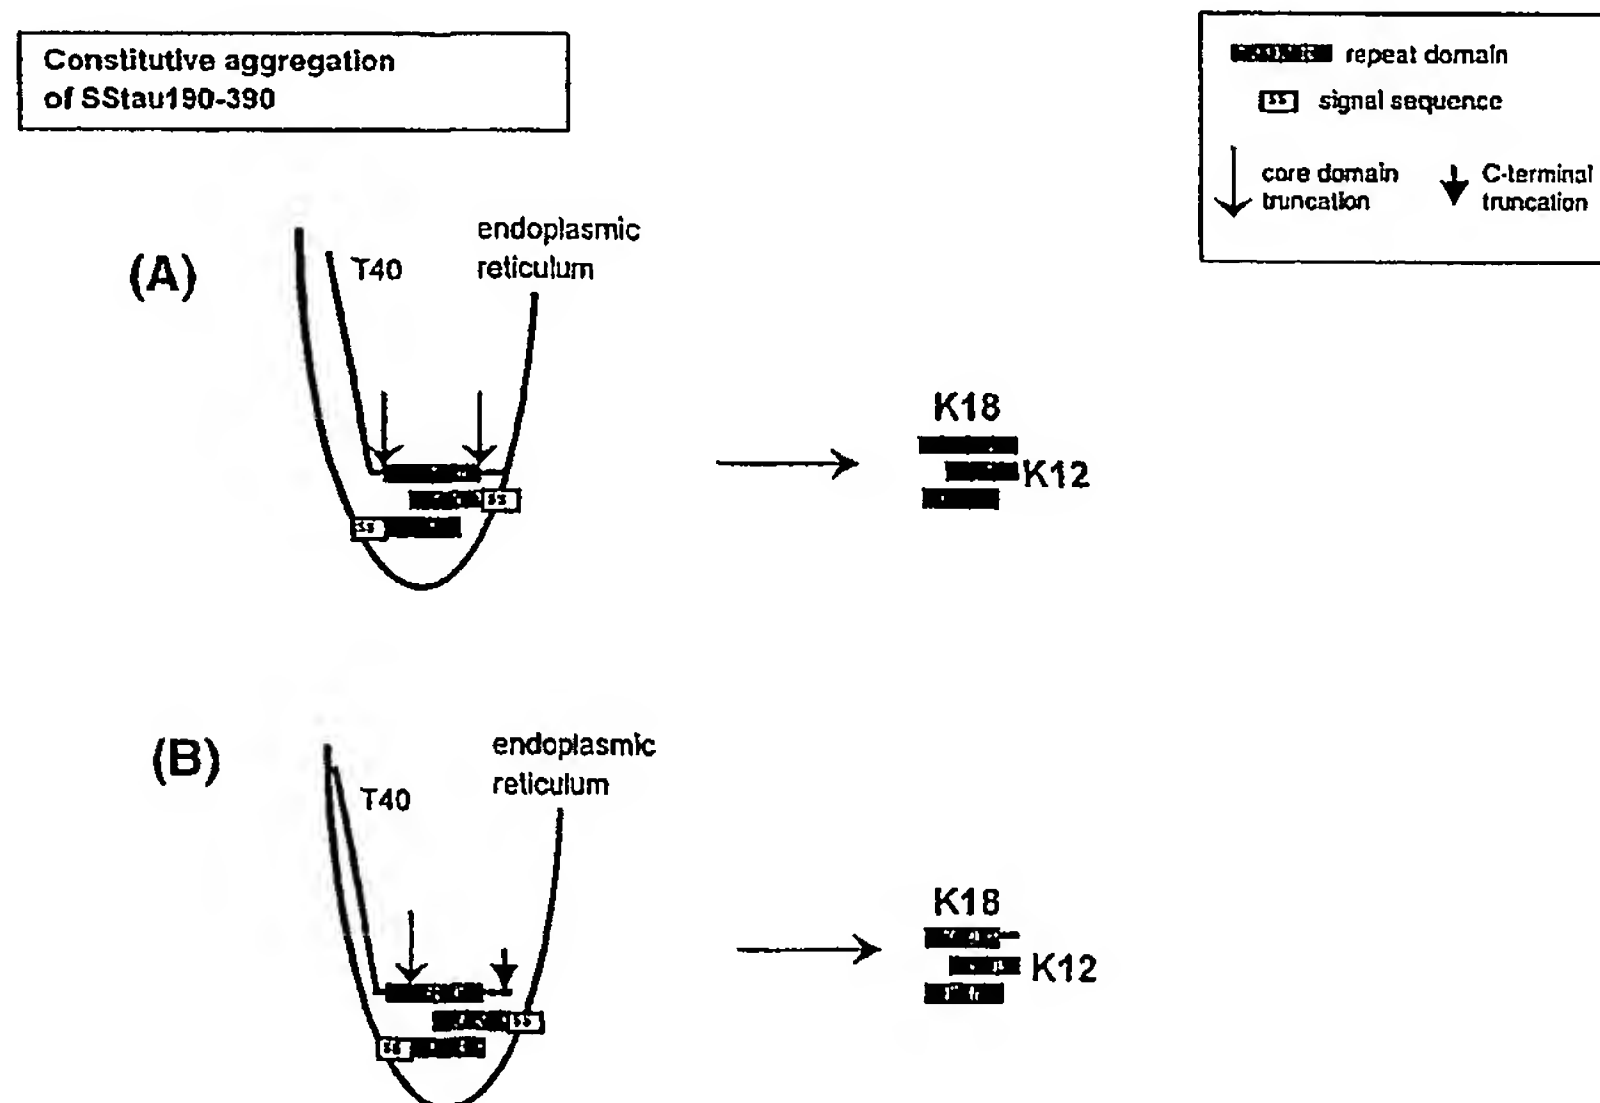 Constitutive aggregation
of SStau190-390
repeat domain
ss signal sequence
core domain
truncation
C-terminal
truncation
(A)
T40
endoplasmic
reticulum
ss
ss
K18
K12
(B)
T40
endoplasmic
reticulum
ss
ss
K18
K12